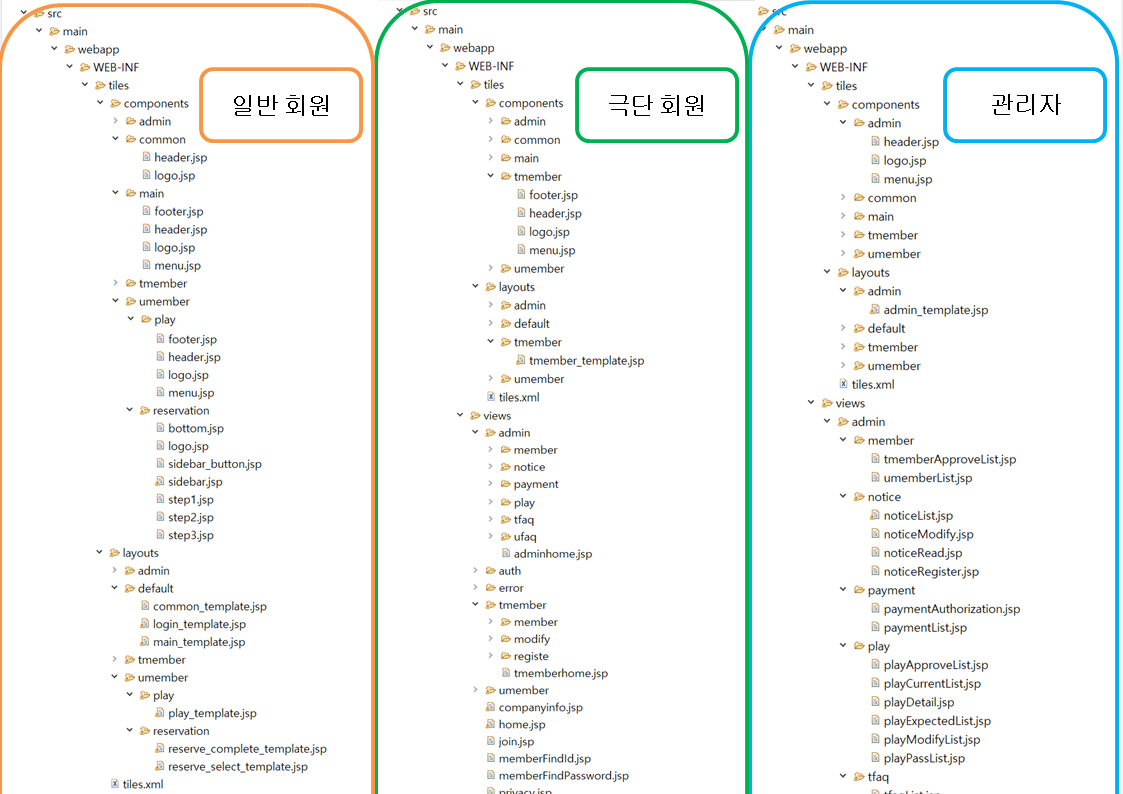 src
main
webapp
WEB-INF
tiles
components
admin
common
header.jsp
logo.jsp
main
footer.jsp
header.jsp
logo.jsp
menu.jsp
tmember
umember
play
footer.jsp
header.jsp
logo.jsp
menu.jsp
reservation
bottom.jsp
logo.jsp
sidebar_button.jsp
sidebar.jsp
step1.jsp
step2.jsp
step3.jsp
layouts
admin
default
common_template.jsp
login_template.jsp
main_template.jsp
tmember
umember
play
play_template.jsp
reservation
reserve_complete_template.jsp
reserve_select_template.jsp
tiles.xml
일반 회원
src
main
webapp
WEB-INF
tiles
components
admin
common
main
tmember
footer.jsp
header.jsp
logo.jsp
menu.jsp
umember
layouts
admin
default
tmember
tmember_template.jsp
umember
tiles.xml
views
admin
member
notice
payment
play
tfaq
ufaq
adminhome.jsp
auth
error
tmember
member
modify
registe
tmemberhome.jsp
umember
companyinfo.jsp
home.jsp
join.jsp
memberFindId.jsp
memberFindPassword.jsp
privacy.jsp
극단 회원
src
main
webapp
WEB-INF
tiles
components
admin
header.jsp
logo.jsp
menu.jsp
common
main
tmember
umember
layouts
admin
admin_template.jsp
default
tmember
umember
tiles.xml
views
admin
member
tmemberApproveList.jsp
umemberList.jsp
notice
noticeList.jsp
noticeModify.jsp
noticeRead.jsp
noticeRegister.jsp
payment
paymentAuthorization.jsp
paymentList.jsp
play
playApproveList.jsp
playCurrentList.jsp
playDetail.jsp
playExpectedList.jsp
playModifyList.jsp
playPassList.jsp
tfaq
관리자